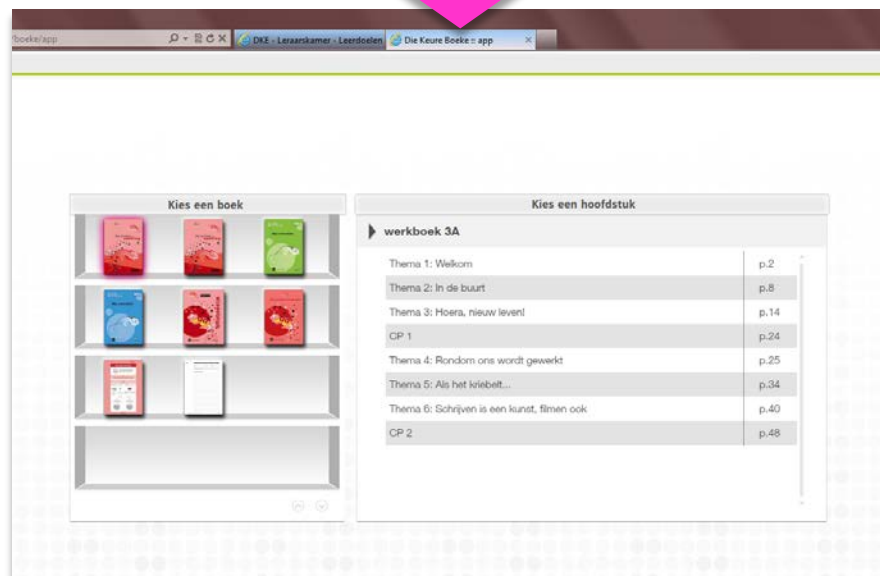 boeke/app
DKE - Leraarskamer - Leerdoelen
Die Keure Boeke :: app
Kies een boek
Kies een hoofdstuk
werkboek 3A
Thema 1: Welkom p.2
Thema 2: In de buurt p.8
Thema 3: Hoera, nieuw leven! p.14
CP 1 p.24
Thema 4: Rondom ons wordt gewerkt p.25
Thema 5: Als het kriebelt... p.34
Thema 6: Schrijven is een kunst, filmen ook p.40
CP 2 p.48